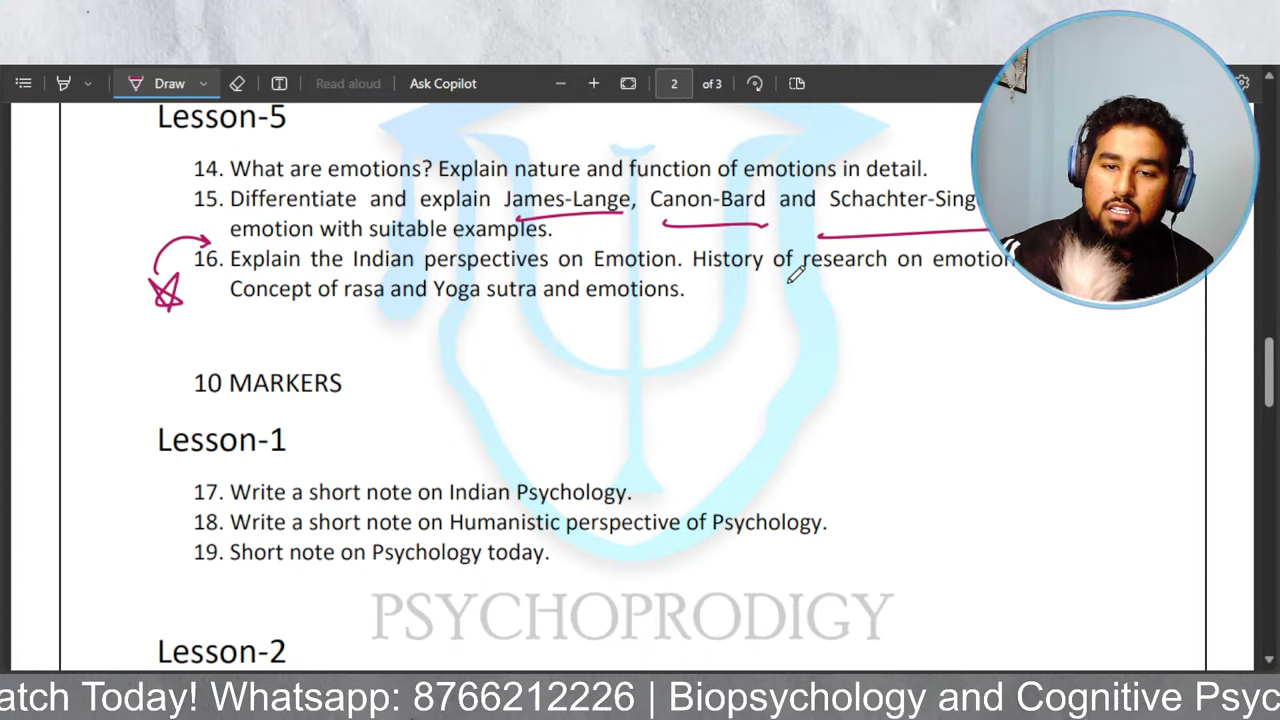 Draw
Read aloud
Ask Copilot
2
of 3
Lesson-5
14. What are emotions? Explain nature and function of emotions in detail.
15. Differentiate and explain James-Lange, Canon-Bard and Schachter-Sing
emotion with suitable examples.
16. Explain the Indian perspectives on Emotion. History of research on emotion
Concept of rasa and Yoga sutra and emotions.
10 MARKERS
Lesson-1
17. Write a short note on Indian Psychology.
18. Write a short note on Humanistic perspective of Psychology.
19. Short note on Psychology today.
PSYCHOPRODIGY
Lesson-2
atch Today! Whatsapp: 8766212226 | Biopsychology and Cognitive Psyc